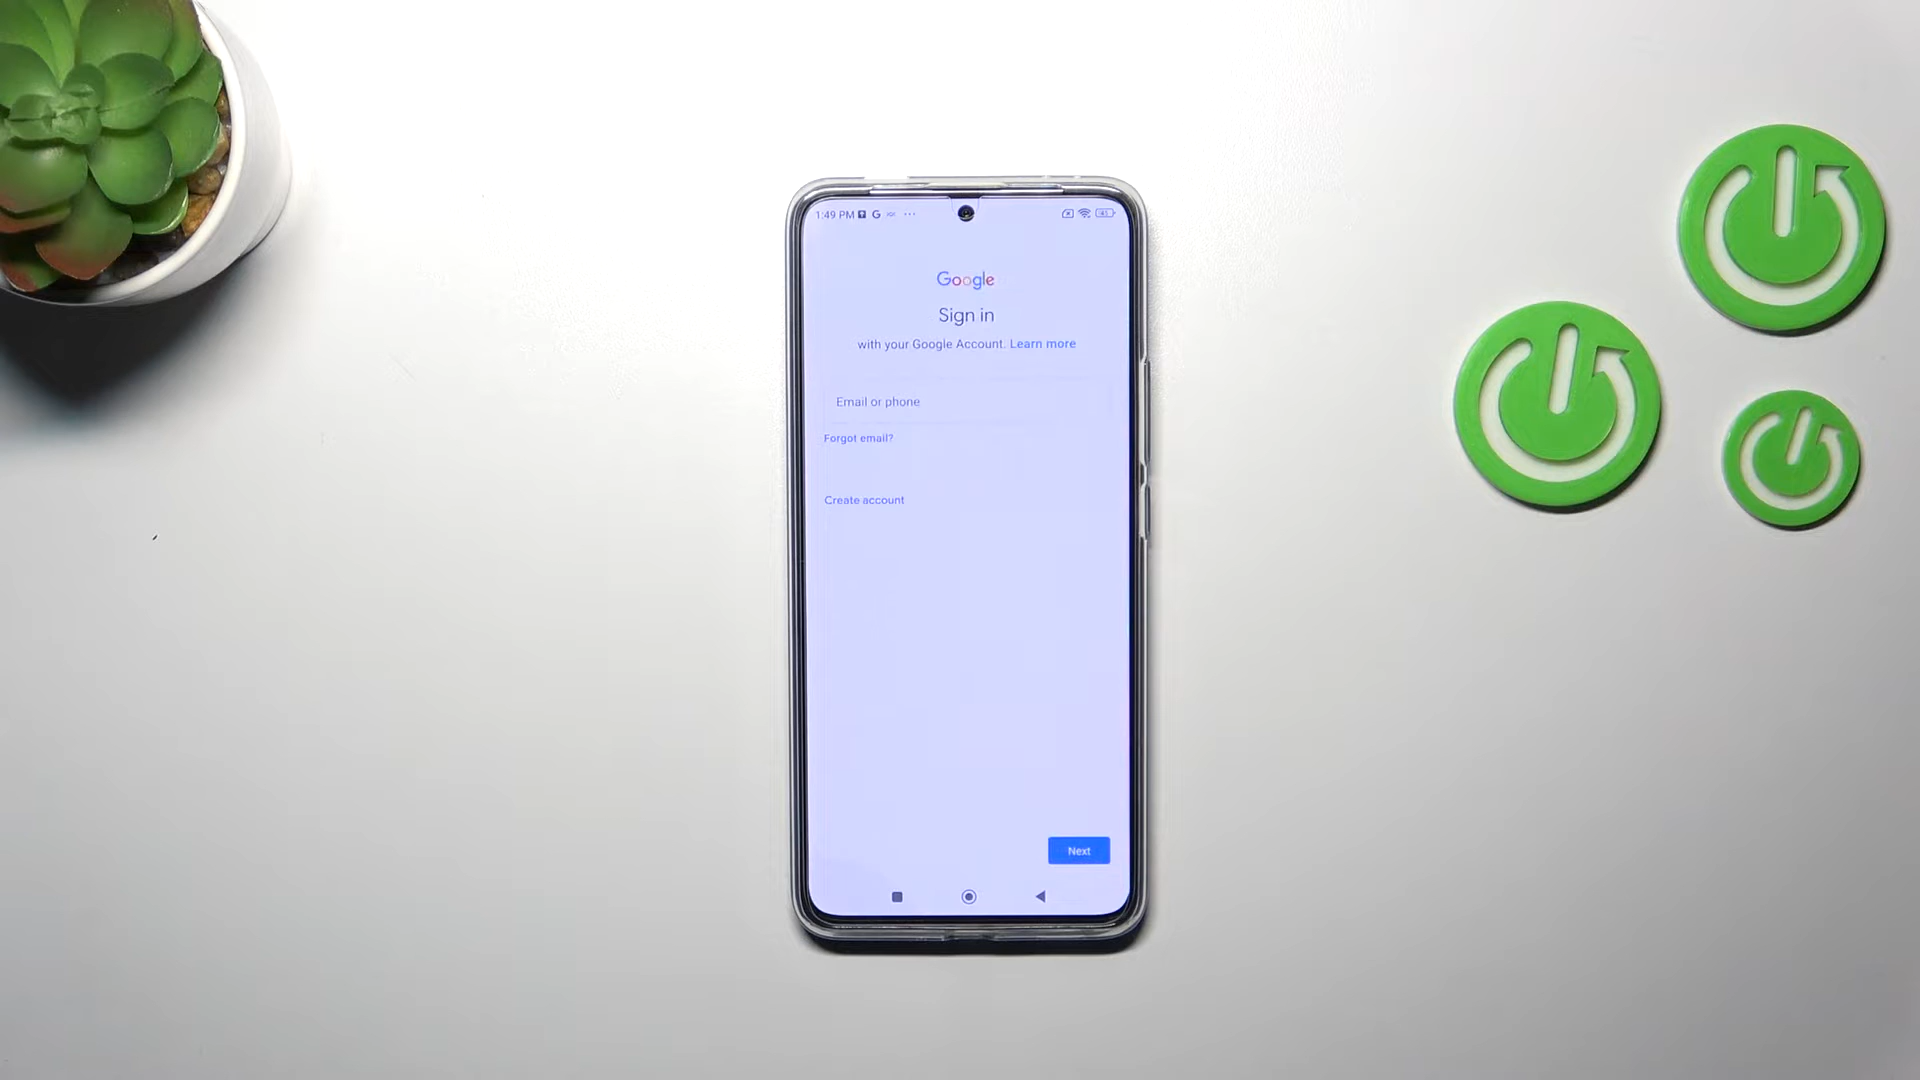 1:49 PM
Google
Sign in
with your Google Account. Learn more
Email or phone
Forgot email?
Create account
Next